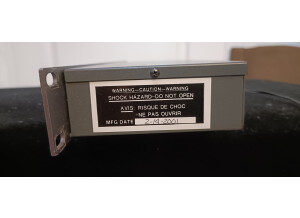 WARNING-CAUTION-WARNING
SHOCK HAZARD-DO NOT OPEN
AVIS: RISQUE DE CHOC
-NE PAS OUVRIR
MFG DATE